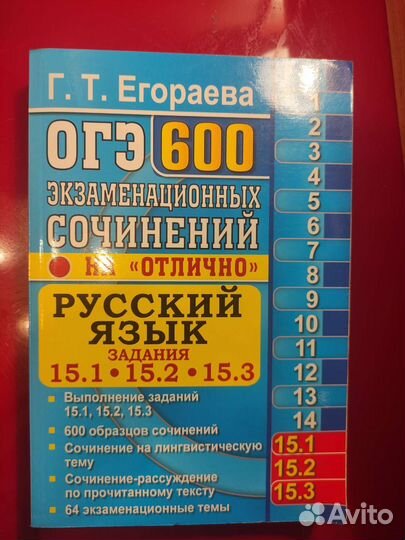 Г. Т. Егораева
ОГЭ 600
ЭКЗАМЕНАЦИОННЫХ
СОЧИНЕНИЙ
НА «ОТЛИЧНО»
РУССКИЙ
ЯЗЫК
ЗАДАНИЯ
15.1 • 15.2 • 15.3
Выполнение заданий
15.1, 15.2, 15.3
600 образцов сочинений
Сочинение на лингвистическую
тему
Сочинение-рассуждение
по прочитанному тексту
64 экзаменационные темы
1
2
3
4
5
6
7
8
9
10
11
12
13
14
15.1
15.2
15.3
Avito